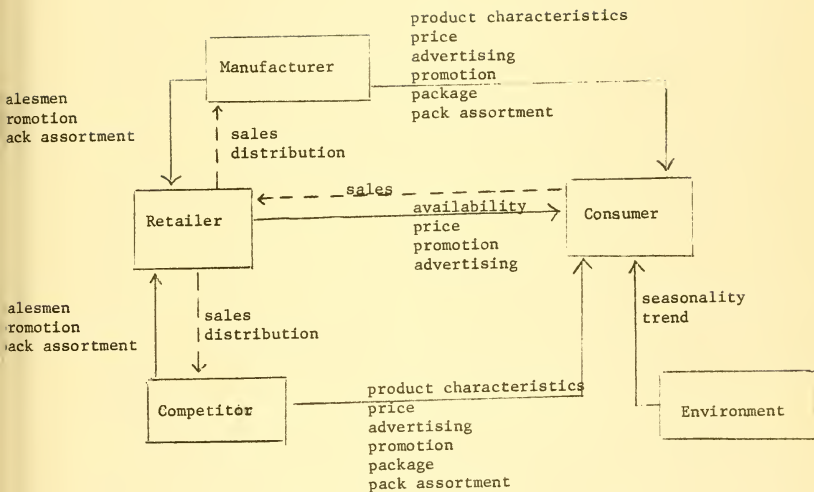 product characteristics
price
advertising
promotion
package
pack assortment
Manufacturer
alesmen
romotion
ack assortment
sales
distribution
Retailer
sales
availability
price
promotion
advertising
Consumer
alesmen
romotion
ack assortment
sales
distribution
seasonality
trend
Competitor
product characteristics
price
advertising
promotion
package
pack assortment
Environment